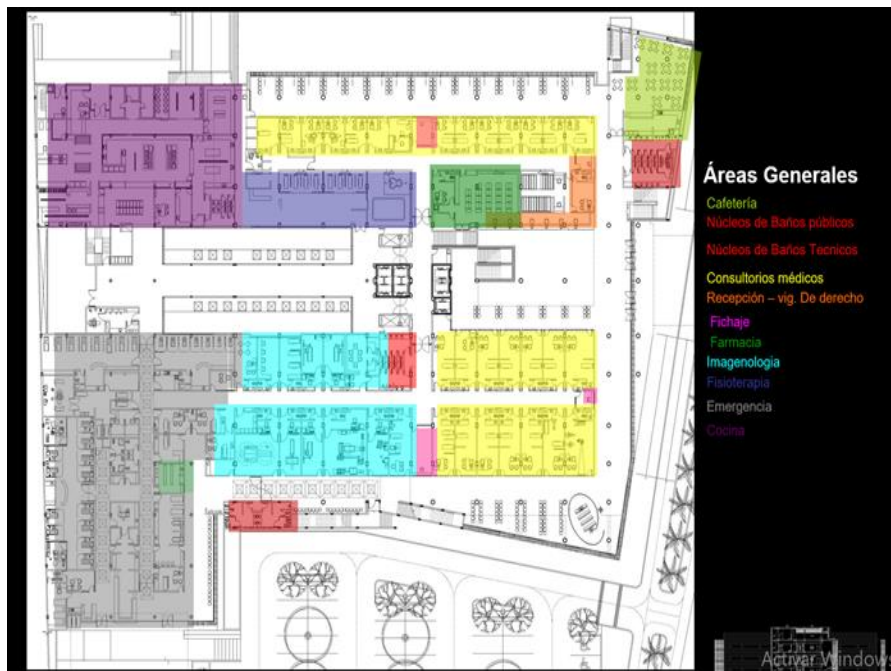 Áreas Generales
Cafetería
Núcleos de Baños públicos
Núcleos de Baños Tecnicos
Consultorios médicos
Recepción – vig. De derecho
Fichaje
Farmacia
Imagenología
Fisioterapia
Emergencia
Cocina
Activar Window